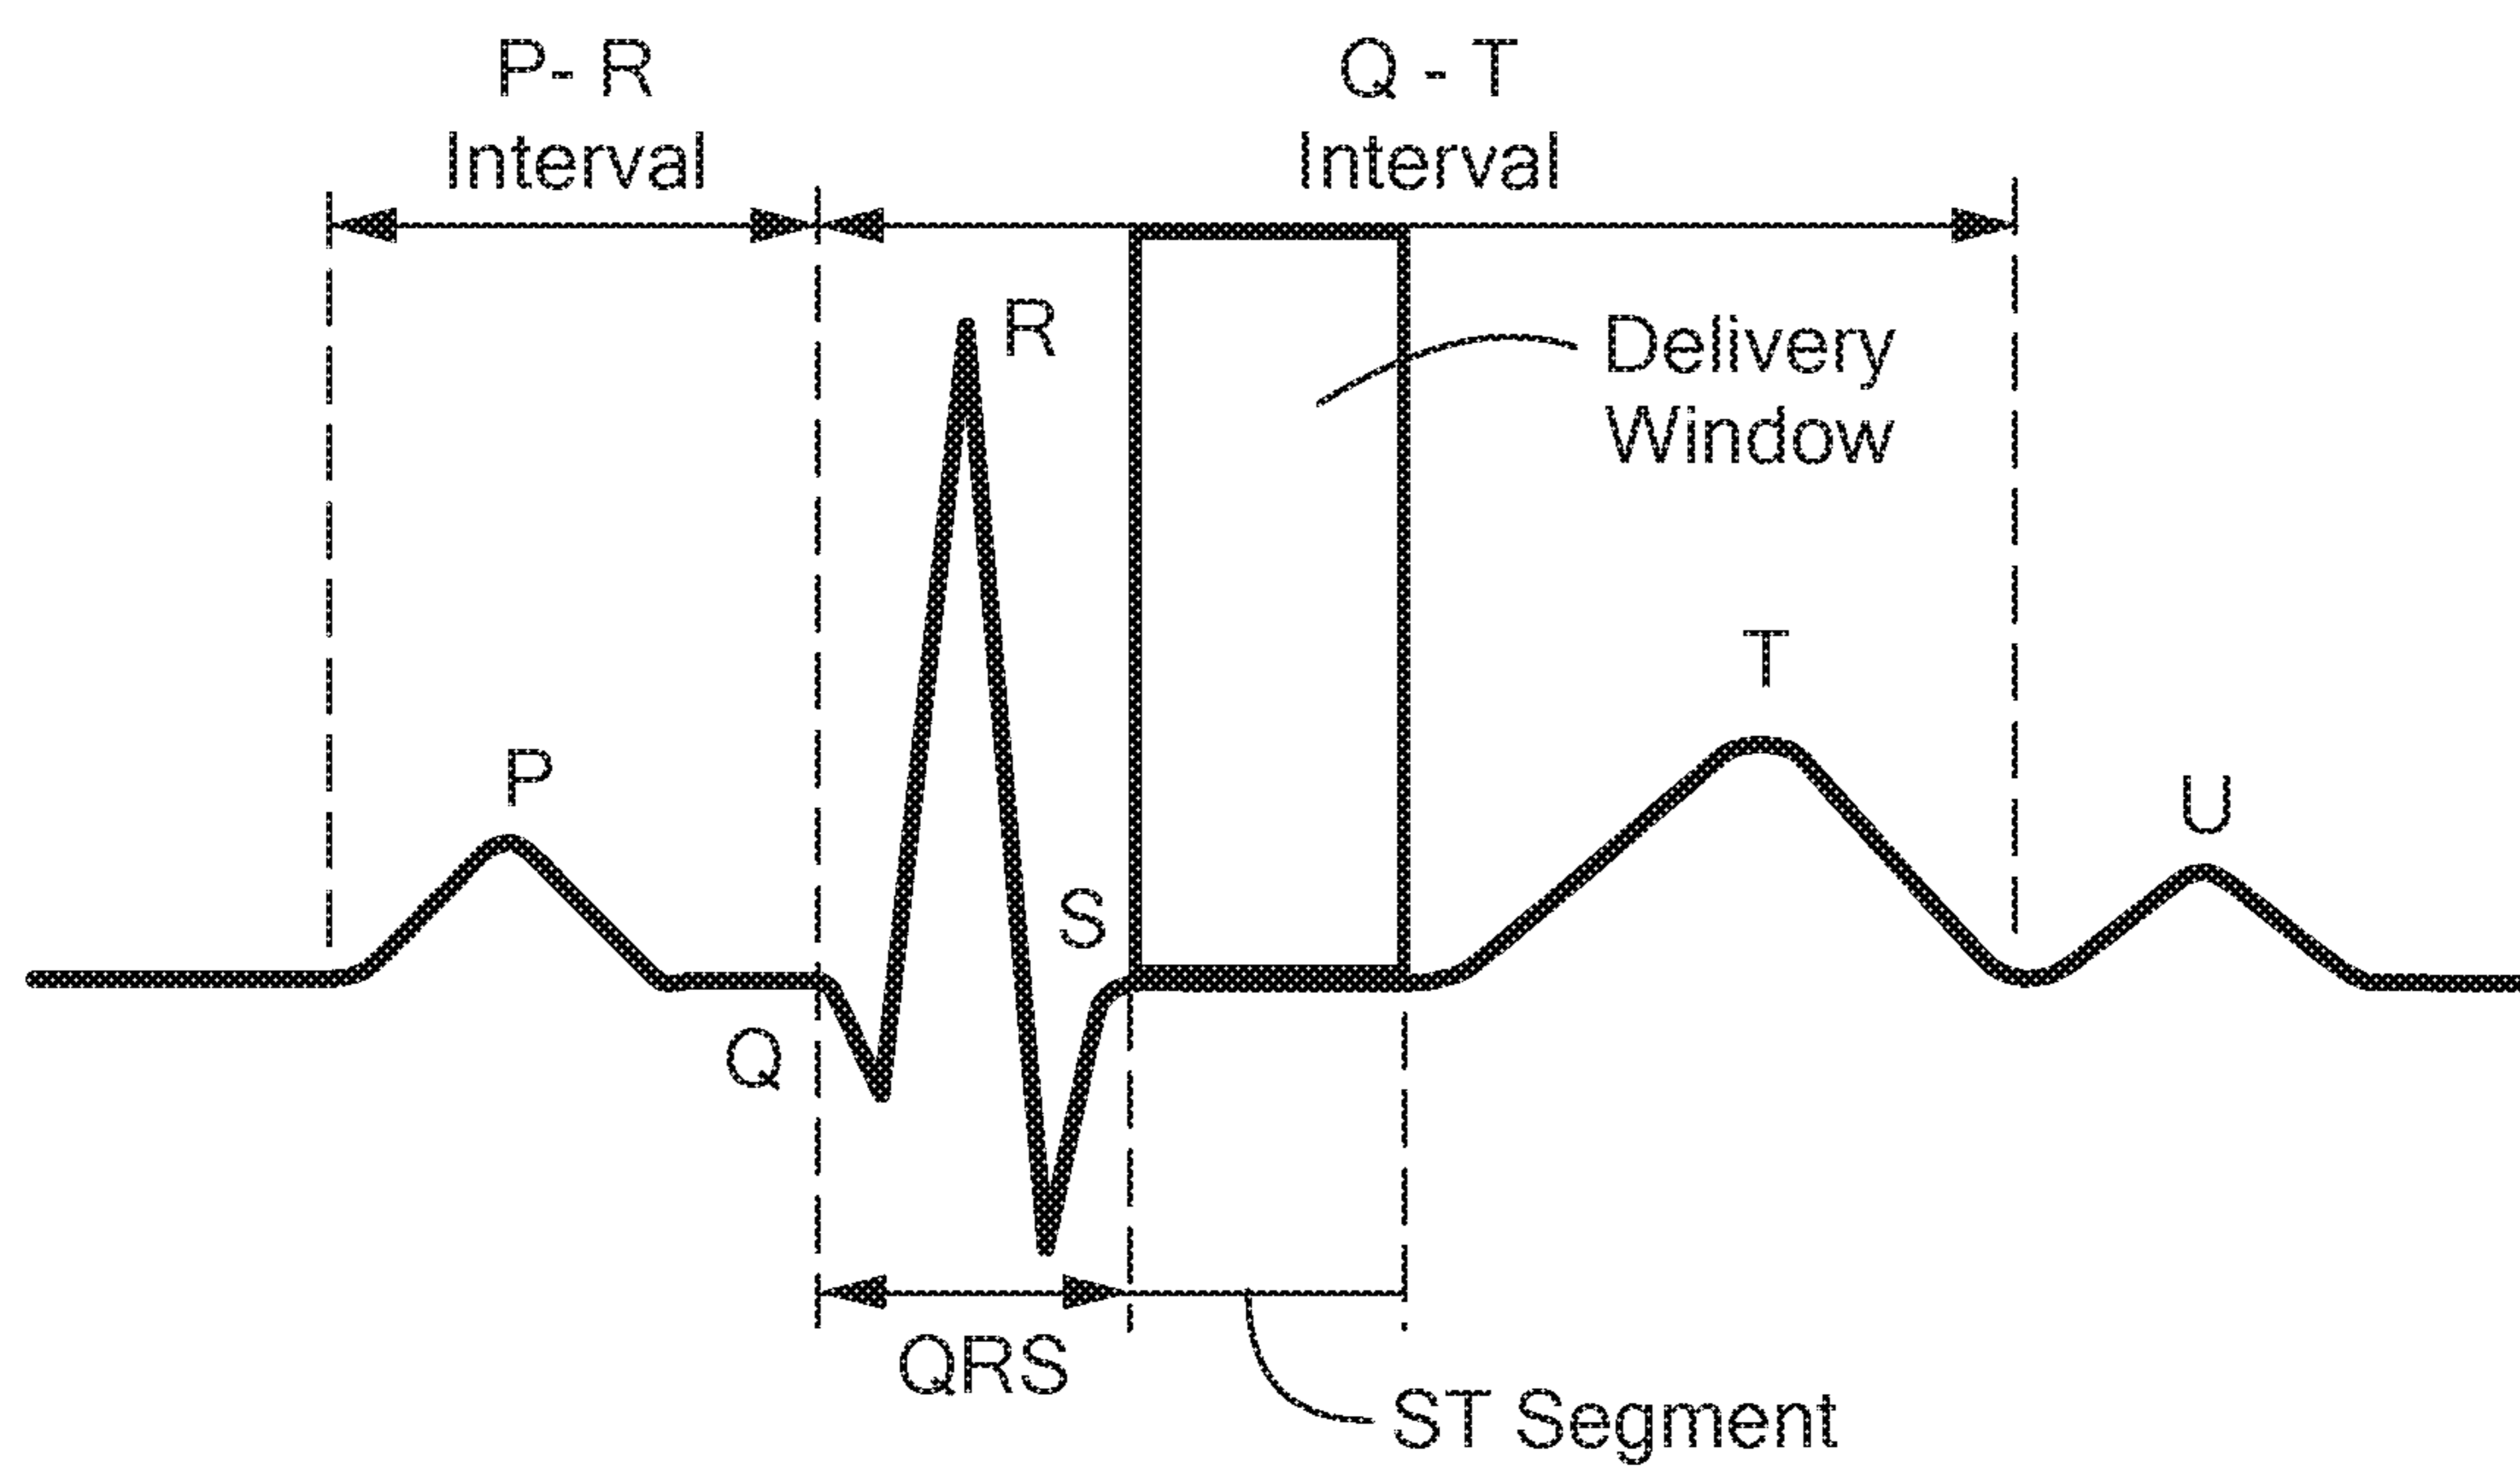 P- R
Interval
Q - T
Interval
R
Delivery
Window
T
P
U
S
Q
QRS
ST Segment